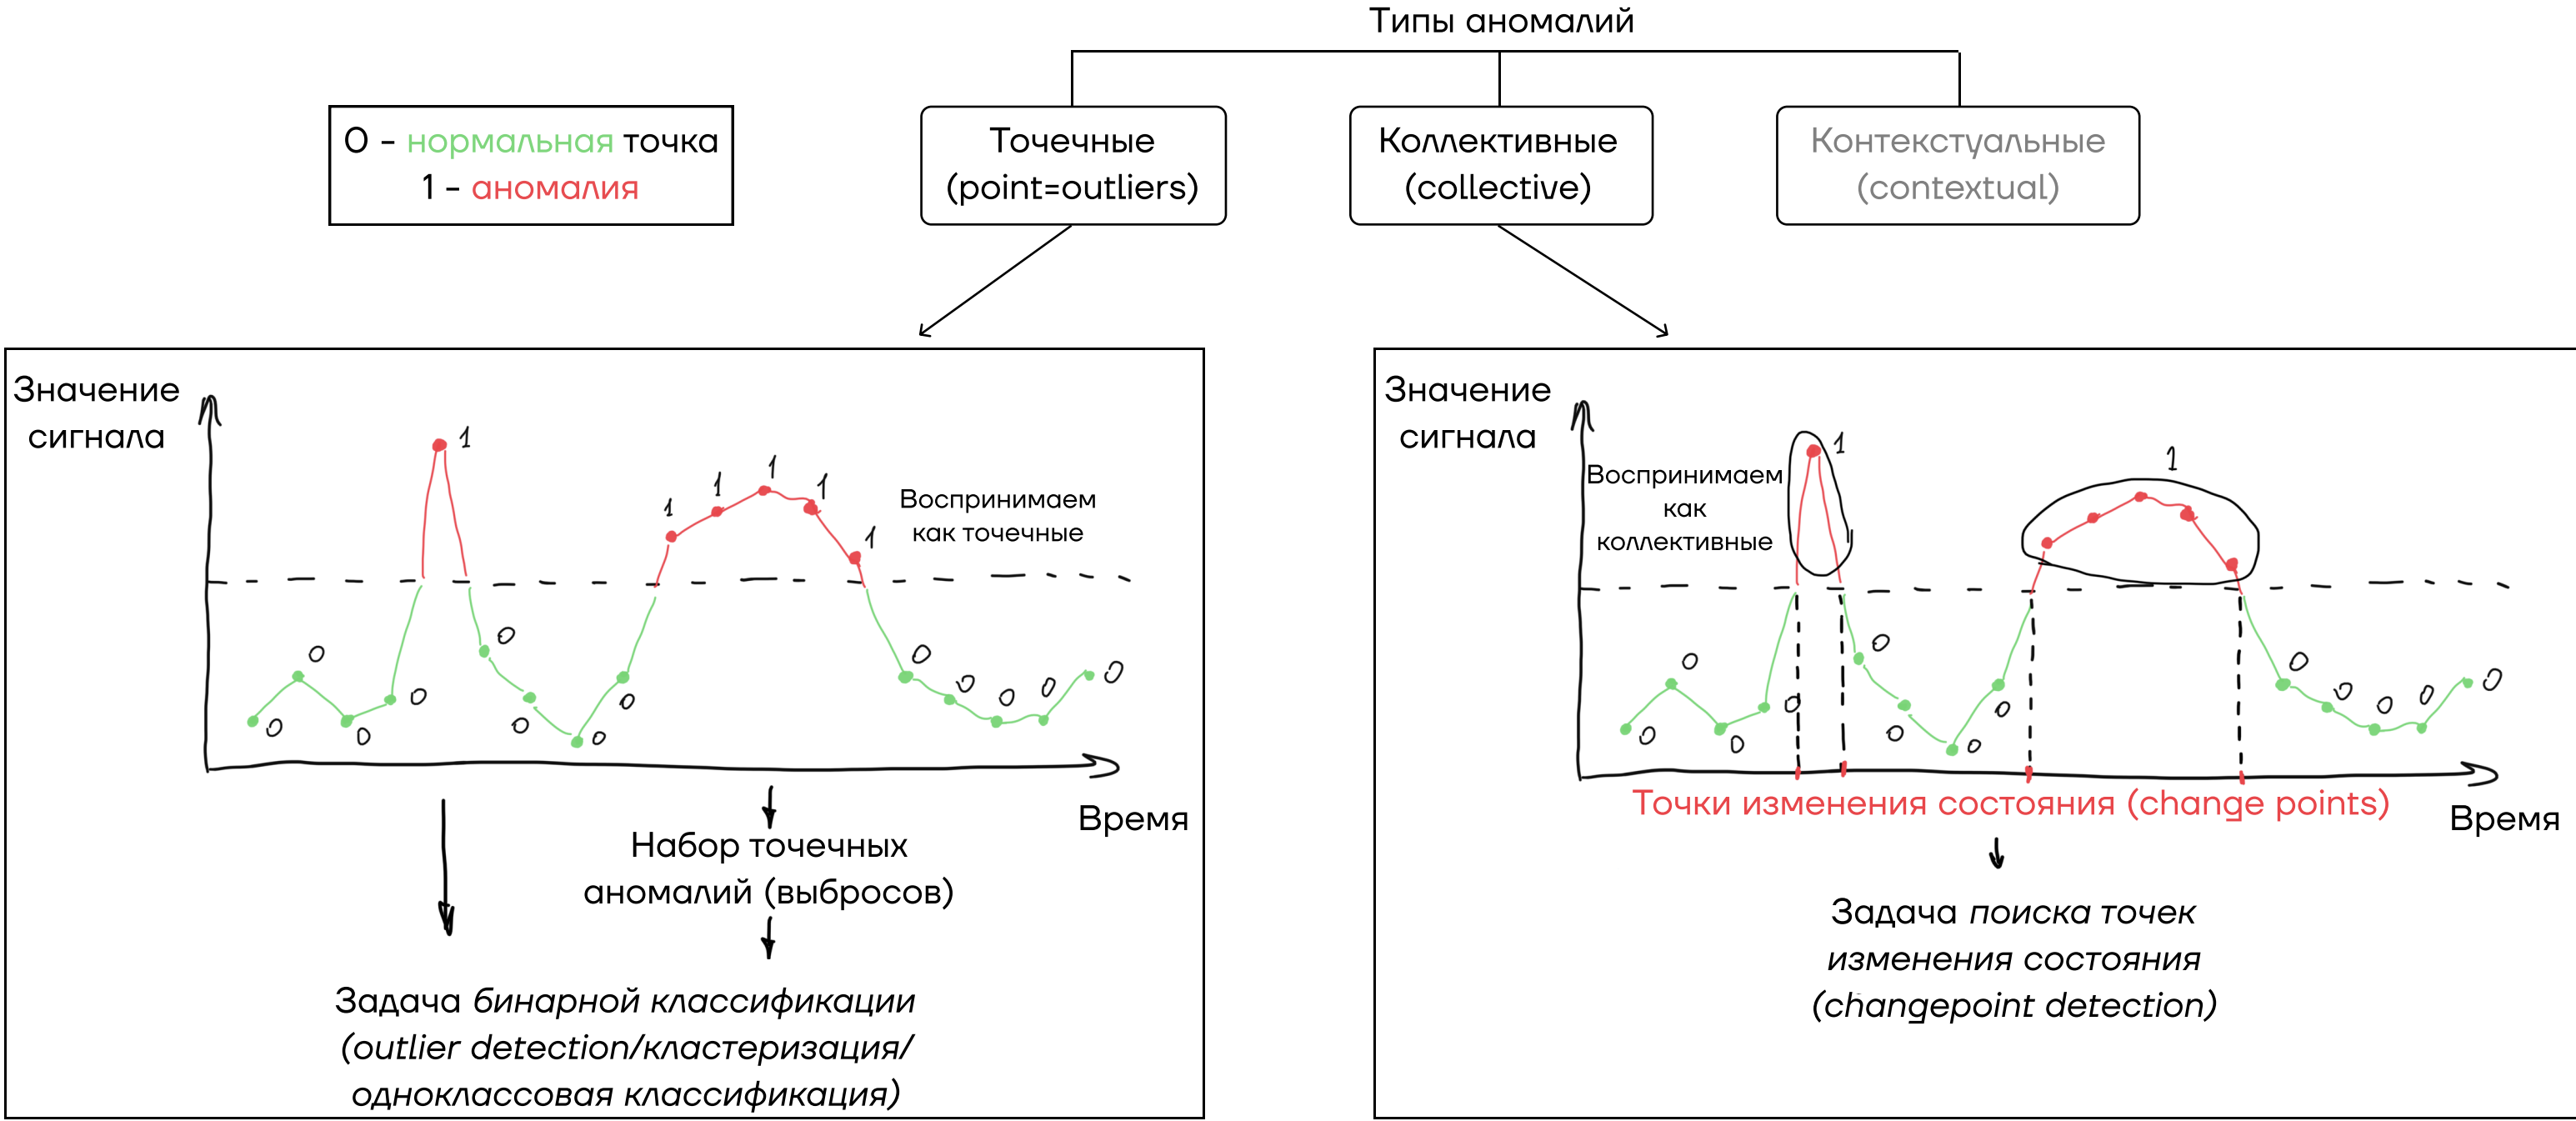 Типы аномалий
0 - нормальная точка
1 - аномалия
Точечные
(point=outliers)
Коллективные
(collective)
Контекстуальные
(contextual)
Значение
сигнала
1
1
1
1
1
1
Воспринимаем
как точечные
0
0
0
0
0
0
0
0
0
0
0
0
0
Время
Набор точечных
аномалий (выбросов)
Задача бинарной классификации
(outlier detection/кластеризация/
одноклассовая классификация)
Значение
сигнала
Воспринимаем
как
коллективные
1
1
0
0
0
0
0
0
0
0
0
0
0
0
0
Точки изменения состояния (change points)
Время
Задача поиска точек
изменения состояния
(changepoint detection)